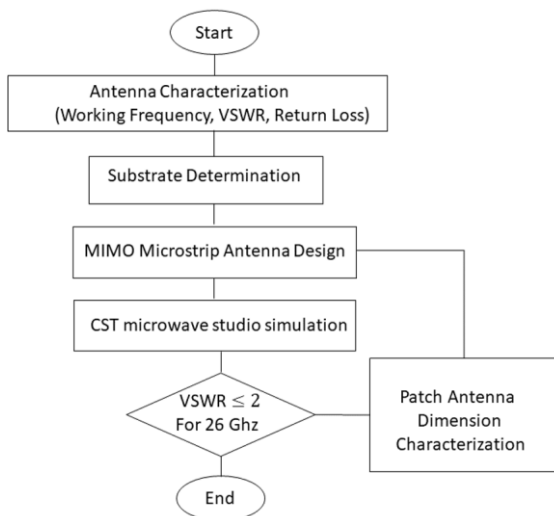 Start
Antenna Characterization
(Working Frequency, VSWR, Return Loss)
Substrate Determination
MIMO Microstrip Antenna Design
CST microwave studio simulation
VSWR ≤ 2
For 26 Ghz
Patch Antenna
Dimension
Characterization
End